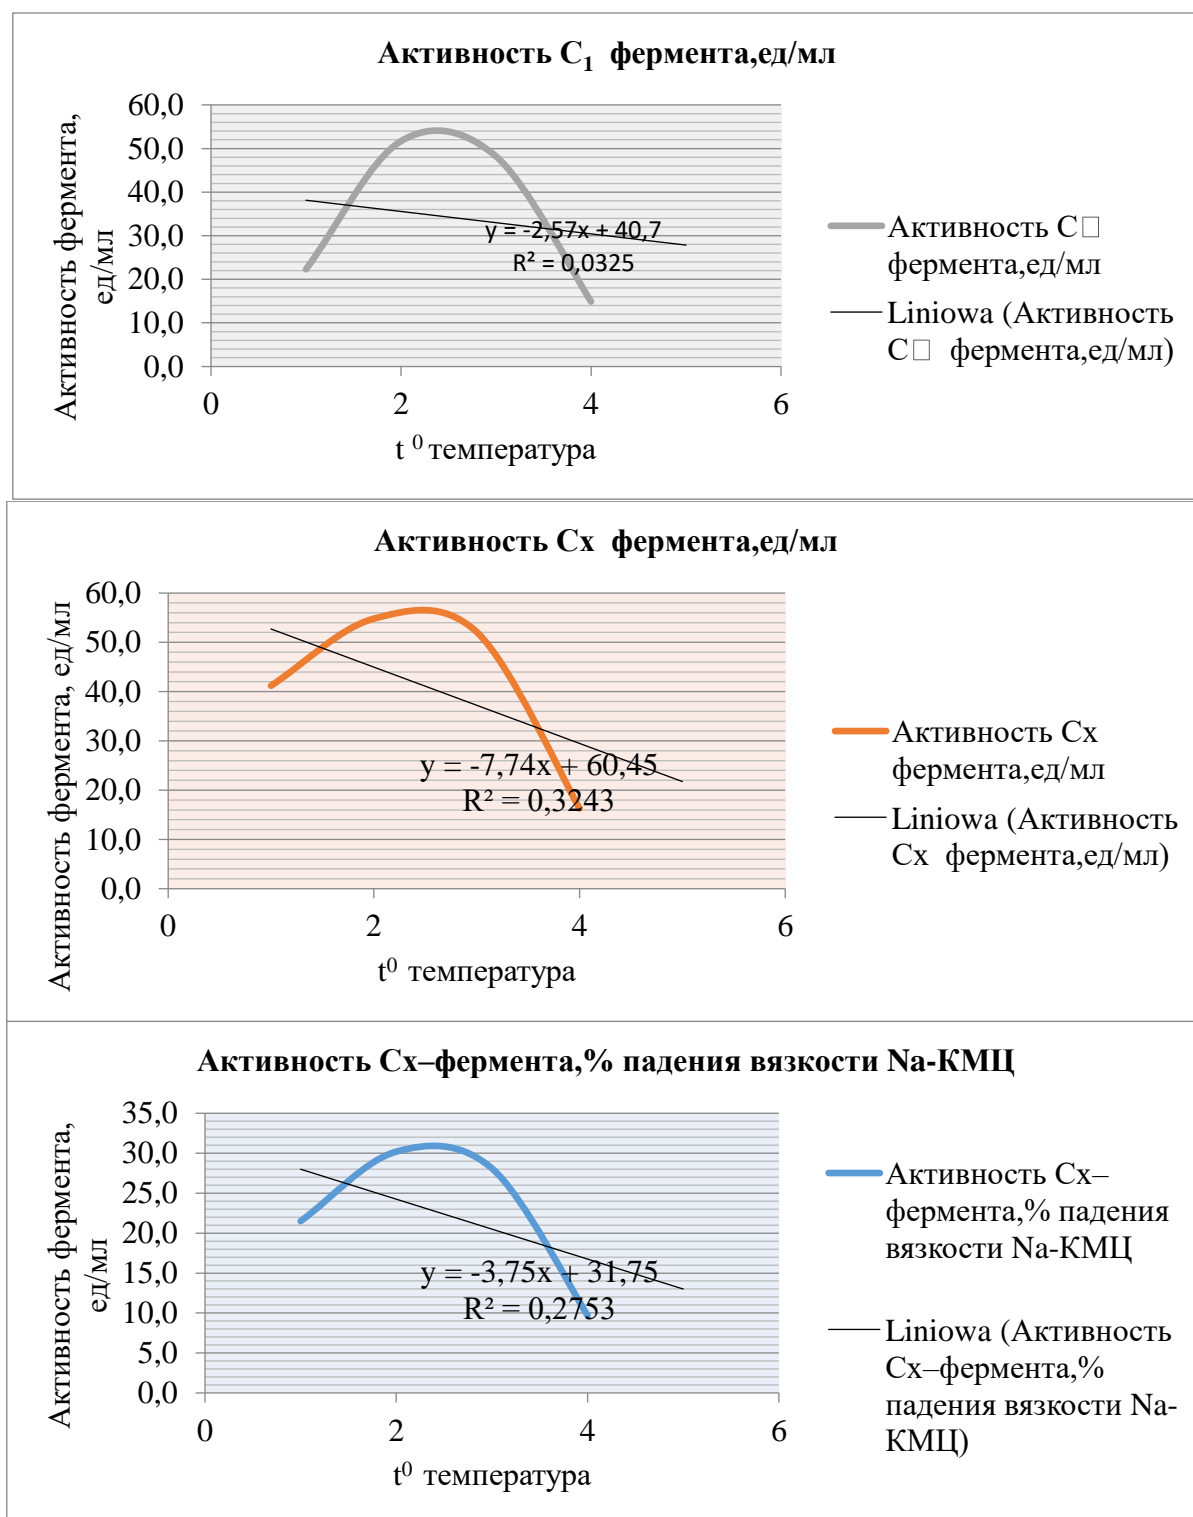 Активность C₁ фермента,ед/мл
Активность фермента,
ед/мл
60,0
50,0
40,0
30,0
20,0
10,0
0,0
0
2
4
6
t ⁰ температура
y = -2,57x + 40,7
R² = 0,0325
Активность С□
фермента,ед/мл
Liniowa (Активность
С□ фермента,ед/мл)
Активность Сх фермента,ед/мл
Активность фермента, ед/мл
60,0
50,0
40,0
30,0
20,0
10,0
0,0
0
2
4
6
t⁰ температура
y = -7,74x + 60,45
R² = 0,3243
Активность Сх
фермента,ед/мл
Liniowa (Активность
Сх фермента,ед/мл)
Активность Сх–фермента,% падения вязкости Na-КМЦ
Активность фермента,
ед/мл
35,0
30,0
25,0
20,0
15,0
10,0
5,0
0,0
0
2
4
6
t⁰ температура
y = -3,75x + 31,75
R² = 0,2753
Активность Сх–
фермента,% падения
вязкости Na-КМЦ
Liniowa (Активность
Сх–фермента,%
падения вязкости Na-
КМЦ)